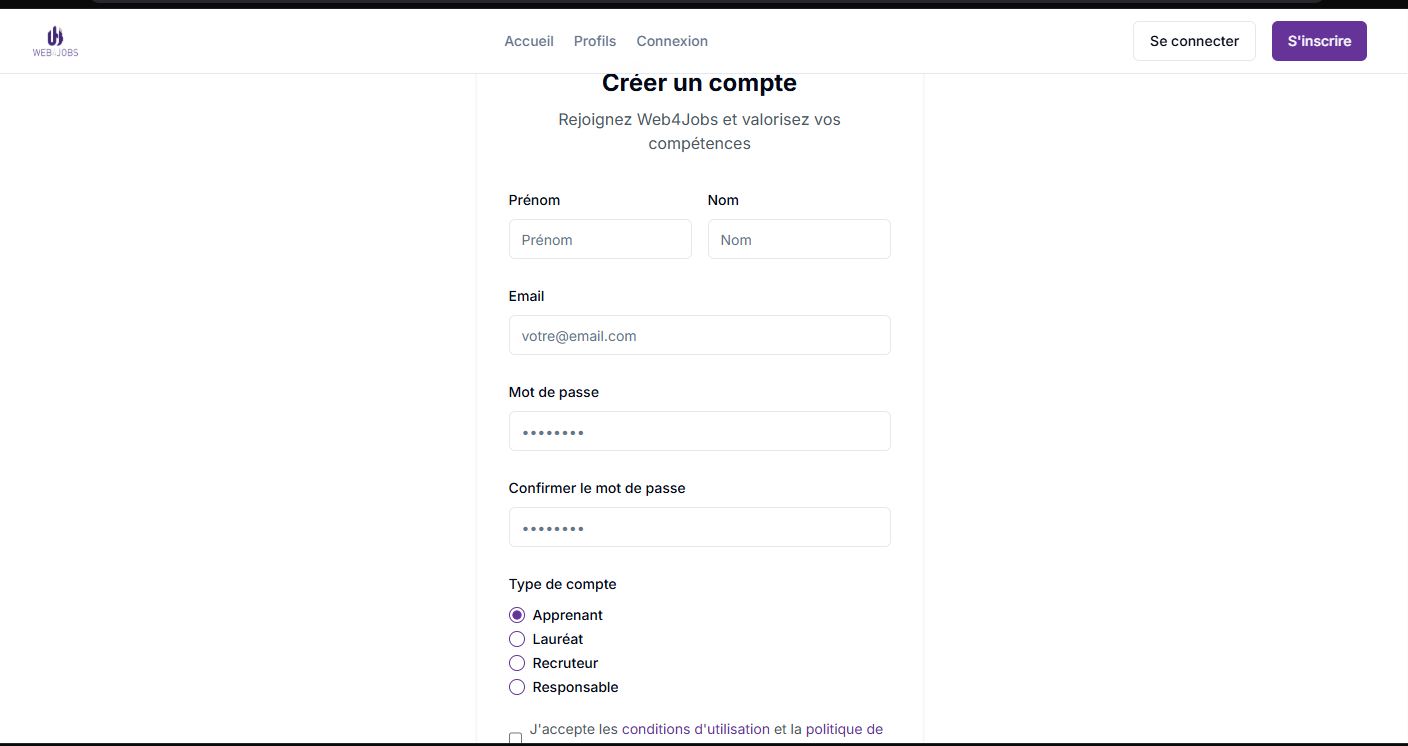 WEB4JOBS
Accueil
Profils
Connexion
Se connecter
S'inscrire
Créer un compte
Rejoignez Web4Jobs et valorisez vos
compétences
Prénom
Nom
Prénom
Nom
Email
votre@email.com
Mot de passe
••••••••
Confirmer le mot de passe
••••••••
Type de compte
Apprenant
Lauréat
Recruteur
Responsable
J'accepte les conditions d'utilisation et la politique de